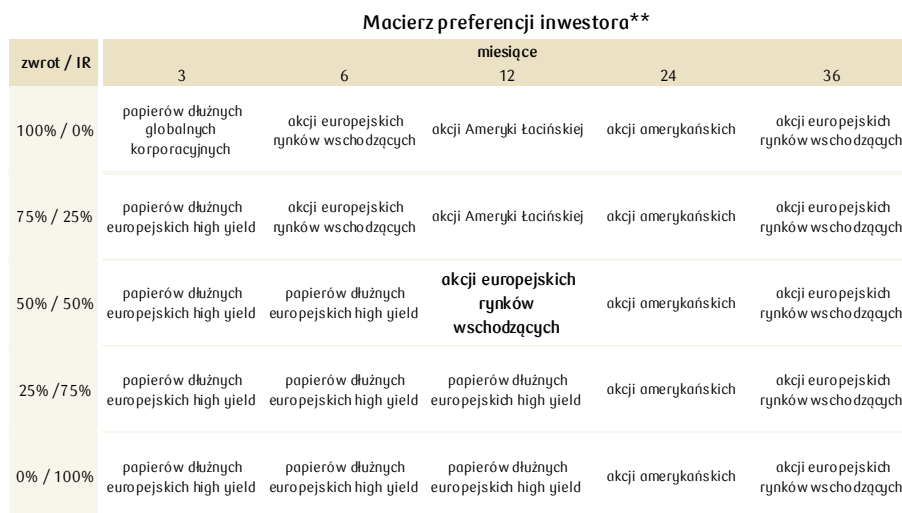 Macierz preferencji inwestora**
zwrot / IR
miesiące
3 6 12 24 36
100% / 0%
papierów dłużnych
globalnych
korporacyjnych
akcji europejskich
rynków wschodzących
akcji Ameryki Łacińskiej
akcji amerykańskich
akcji europejskich
rynków wschodzących
75% / 25%
papierów dłużnych
europejskich high yield
akcji europejskich
rynków wschodzących
akcji Ameryki Łacińskiej
akcji amerykańskich
akcji europejskich
rynków wschodzących
50% / 50%
papierów dłużnych
europejskich high yield
papierów dłużnych
europejskich high yield
akcji europejskich
rynków
wschodzących
akcji amerykańskich
akcji europejskich
rynków wschodzących
25% /75%
papierów dłużnych
europejskich high yield
papierów dłużnych
europejskich high yield
papierów dłużnych
europejskich high yield
akcji amerykańskich
akcji europejskich
rynków wschodzących
0% / 100%
papierów dłużnych
europejskich high yield
papierów dłużnych
europejskich high yield
papierów dłużnych
europejskich high yield
akcji amerykańskich
akcji europejskich
rynków wschodzących